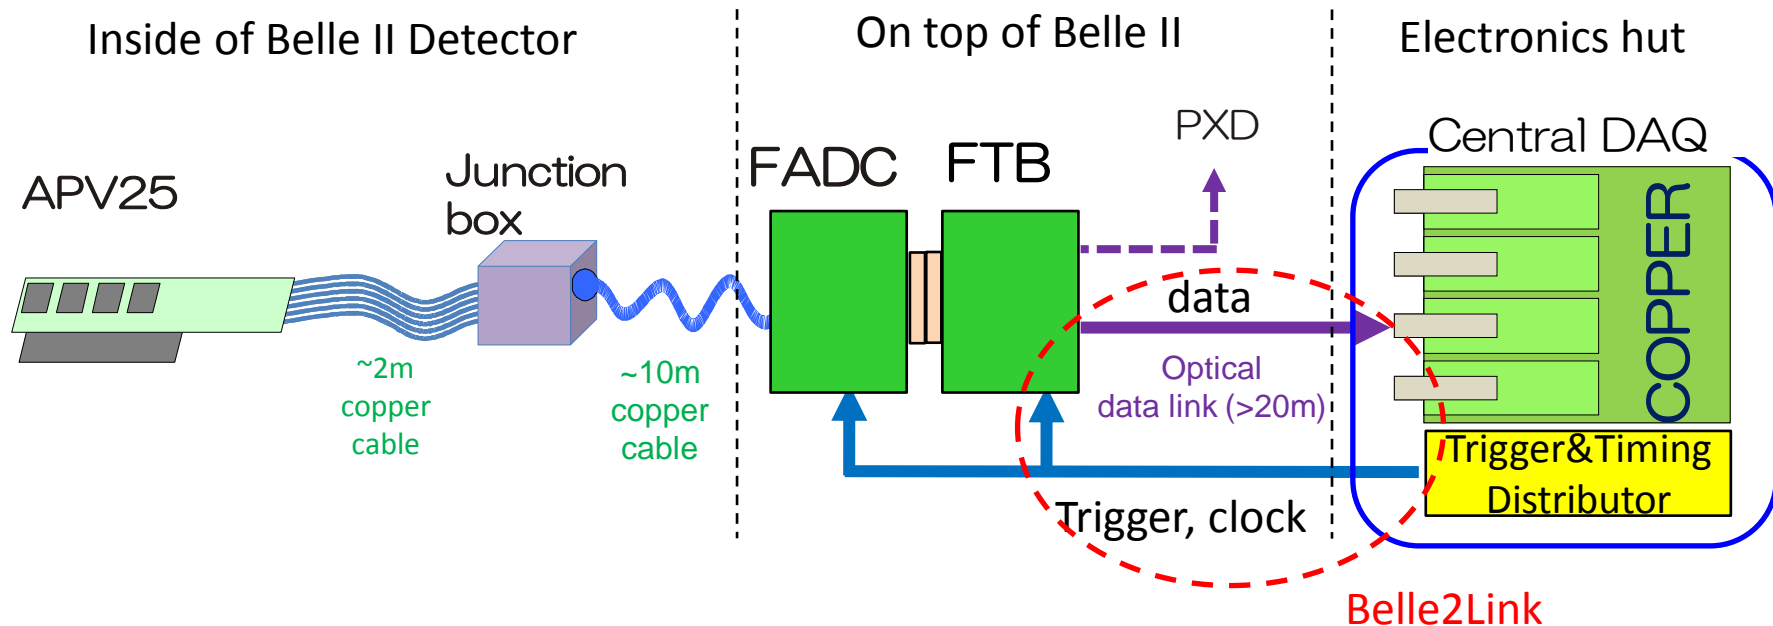 Inside of Belle II Detector
On top of Belle II
Electronics hut
APV25
Junction
box
FADC
FTB
PXD
Central DAQ
COPPER
data
~2m
copper
cable
~10m
copper
cable
Optical
data link (>20m)
Trigger&Timing
Distributor
Trigger, clock
Belle2Link